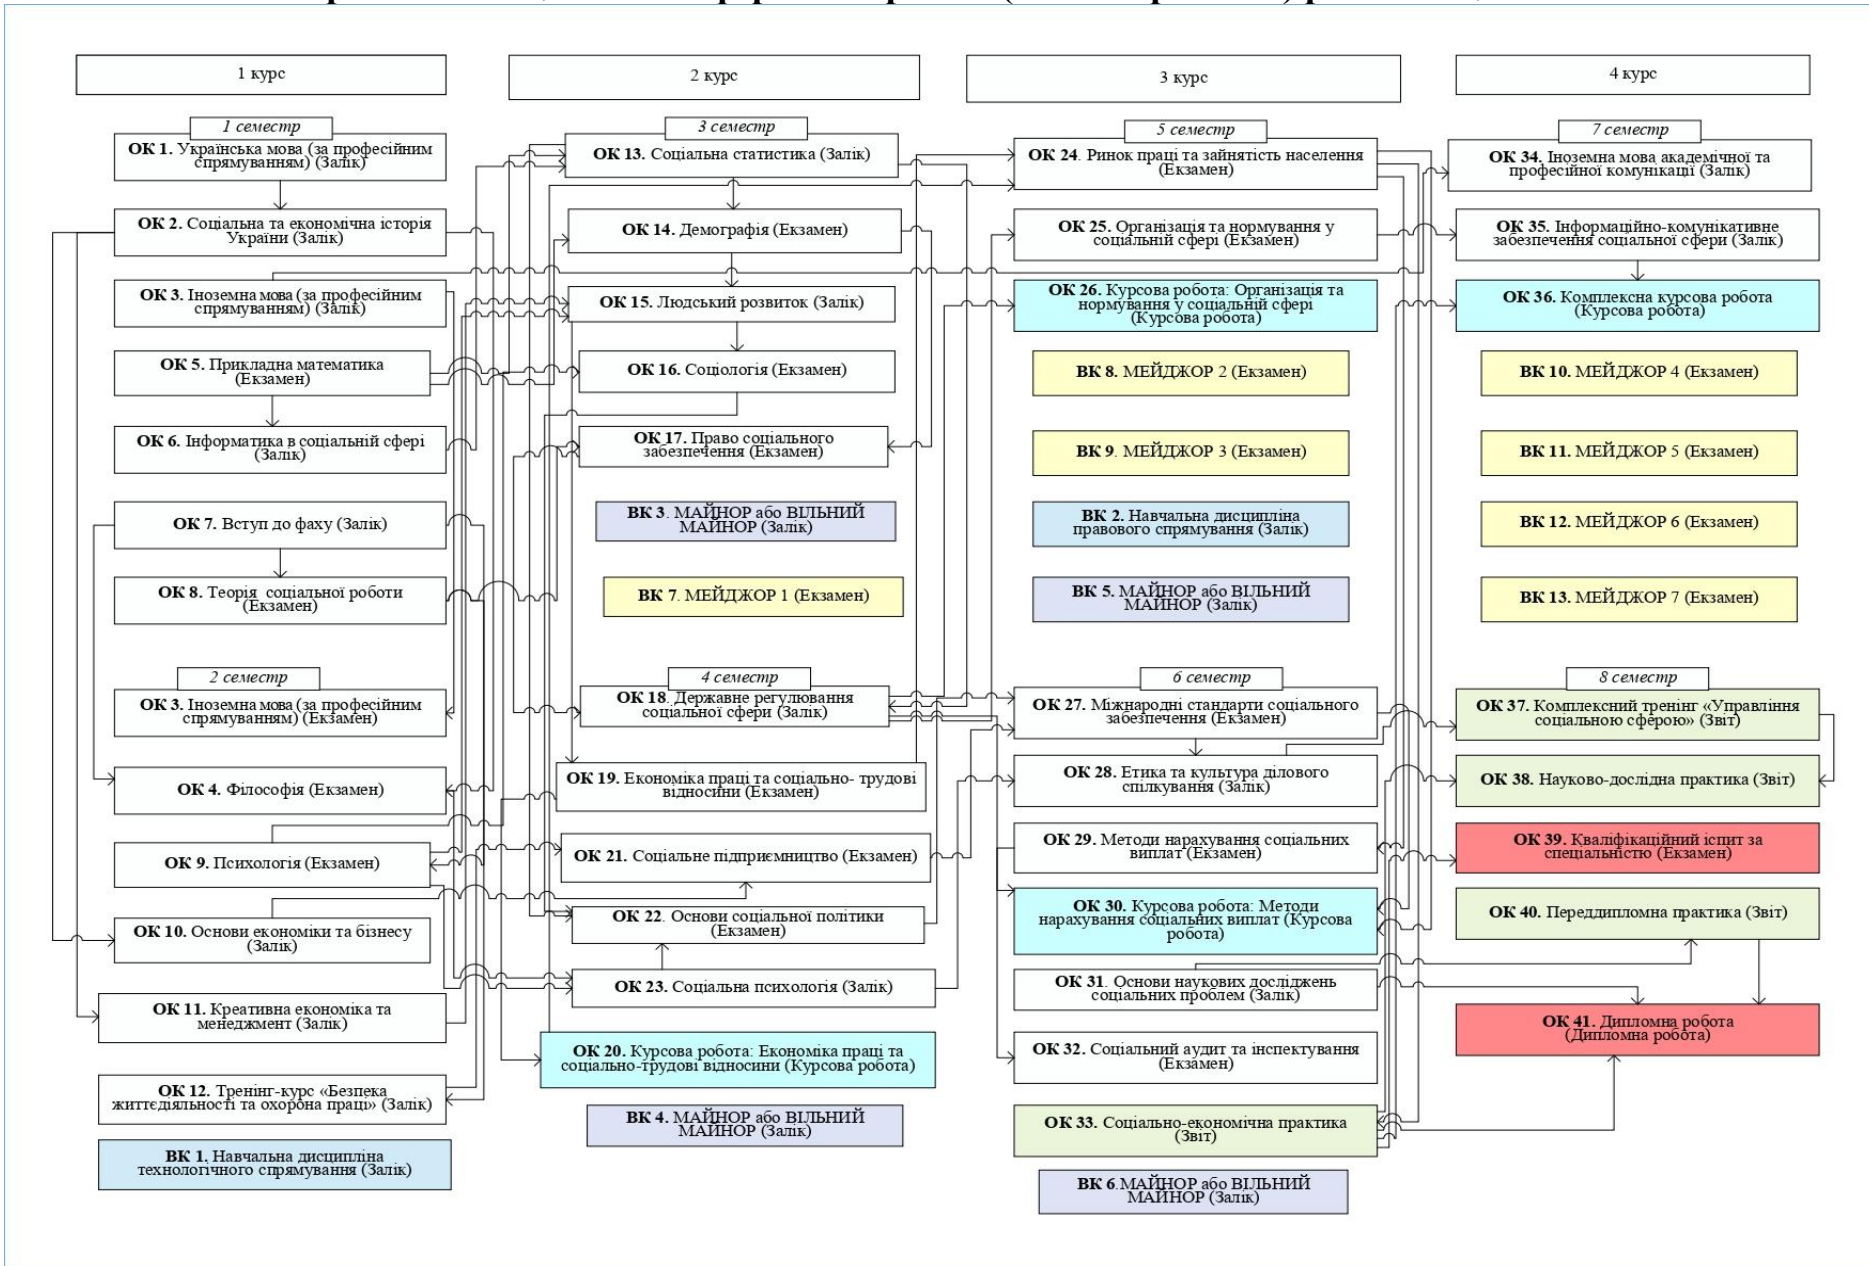 1 курс
1 семестр
ОК 1. Українська мова (за професійним
спрямуванням) (Залік)
ОК 2. Соціальна та економічна історія
України (Залік)
ОК 3. Іноземна мова (за професійним
спрямуванням) (Залік)
ОК 5. Прикладна математика
(Екзамен)
ОК 6. Інформатика в соціальній сфері
(Залік)
ОК 7. Вступ до фаху (Залік)
ОК 8. Теорія соціальної роботи
(Екзамен)
2 семестр
ОК 3. Іноземна мова (за професійним
спрямуванням) (Екзамен)
ОК 4. Філософія (Екзамен)
ОК 9. Психологія (Екзамен)
ОК 10. Основи економіки та бізнесу
(Залік)
ОК 11. Креативна економіка та
менеджмент (Залік)
ОК 12. Тренінг-курс «Безпека
життєдіяльності та охорона праці» (Залік)
ВК 1. Навчальна дисципліна
технологічного спрямування (Залік)
2 курс
3 семестр
ОК 13. Соціальна статистика (Залік)
ОК 14. Демографія (Екзамен)
ОК 15. Людський розвиток (Залік)
ОК 16. Соціологія (Екзамен)
ОК 17. Право соціального
забезпечення (Екзамен)
ВК 3. МАЙНОР або ВІЛЬНИЙ
МАЙНОР (Залік)
ВК 7. МЕЙДЖОР 1 (Екзамен)
4 семестр
ОК 18. Державне регулювання
соціальної сфери (Залік)
ОК 19. Економіка праці та соціально- трудові
відносини (Екзамен)
ОК 21. Соціальне підприємництво (Екзамен)
ОК 22. Основи соціальної політики
(Екзамен)
ОК 23. Соціальна психологія (Залік)
ОК 20. Курсова робота: Економіка праці та
соціально-трудові відносини (Курсова робота)
ВК 4. МАЙНОР або ВІЛЬНИЙ
МАЙНОР (Залік)
3 курс
5 семестр
ОК 24. Ринок праці та зайнятість населення
(Екзамен)
ОК 25. Організація та нормування у
соціальній сфері (Екзамен)
ОК 26. Курсова робота: Організація та
нормування у соціальній сфері
(Курсова робота)
ВК 8. МЕЙДЖОР 2 (Екзамен)
ВК 9. МЕЙДЖОР 3 (Екзамен)
ВК 2. Навчальна дисципліна
правового спрямування (Залік)
ВК 5. МАЙНОР або ВІЛЬНИЙ
МАЙНОР (Залік)
6 семестр
ОК 27. Міжнародні стандарти соціального
забезпечення (Екзамен)
ОК 28. Етика та культура ділового
спілкування (Залік)
ОК 29. Методи нарахування соціальних
виплат (Екзамен)
ОК 30. Курсова робота: Методи
нарахування соціальних виплат (Курсова
робота)
ОК 31. Основи наукових досліджень
соціальних проблем (Залік)
ОК 32. Соціальний аудит та інспектування
(Екзамен)
ОК 33. Соціально-економічна практика
(Звіт)
ВК 6.МАЙНОР або ВІЛЬНИЙ
МАЙНОР (Залік)
4 курс
7 семестр
ОК 34. Іноземна мова академічної та
професійної комунікації (Залік)
ОК 35. Інформаційно-комунікативне
забезпечення соціальної сфери (Залік)
ОК 36. Комплексна курсова робота
(Курсова робота)
ВК 10. МЕЙДЖОР 4 (Екзамен)
ВК 11. МЕЙДЖОР 5 (Екзамен)
ВК 12. МЕЙДЖОР 6 (Екзамен)
ВК 13. МЕЙДЖОР 7 (Екзамен)
8 семестр
ОК 37. Комплексний тренінг «Управління
соціальною сферою» (Звіт)
ОК 38. Науково-дослідна практика (Звіт)
ОК 39. Кваліфікаційний іспит за
спеціальністю (Екзамен)
ОК 40. Переддипломна практика (Звіт)
ОК 41. Дипломна робота
(Дипломна робота)